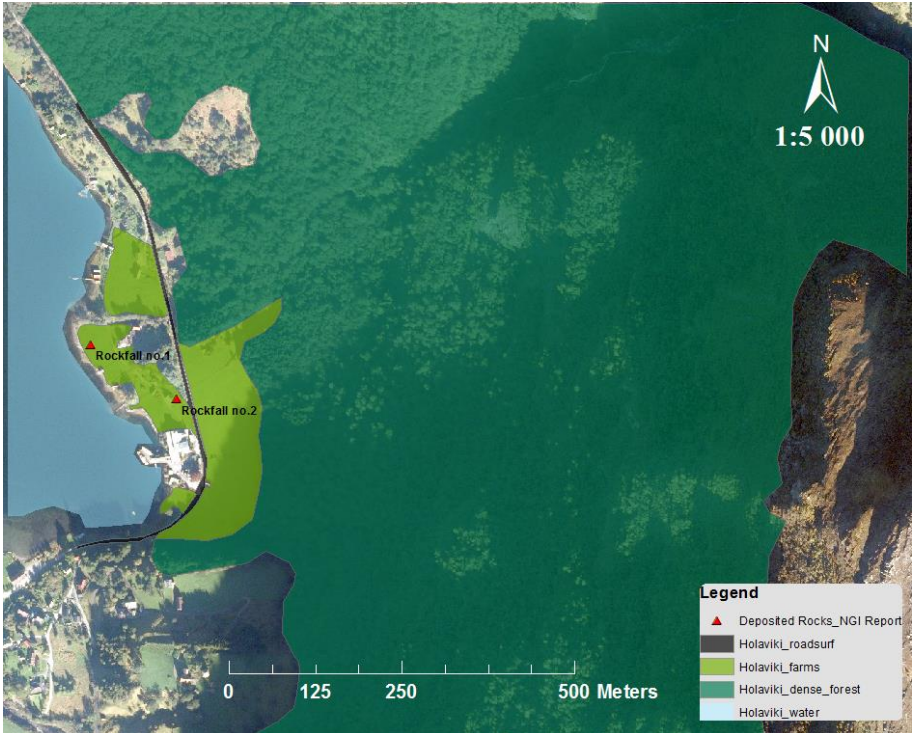 N
1:5 000
Rockfall no.1
Rockfall no.2
Legend
Deposited Rocks_NGI Report
Holaviki_roadsurf
Holaviki_farms
Holaviki_dense_forest
Holaviki_water
0 125 250 500 Meters